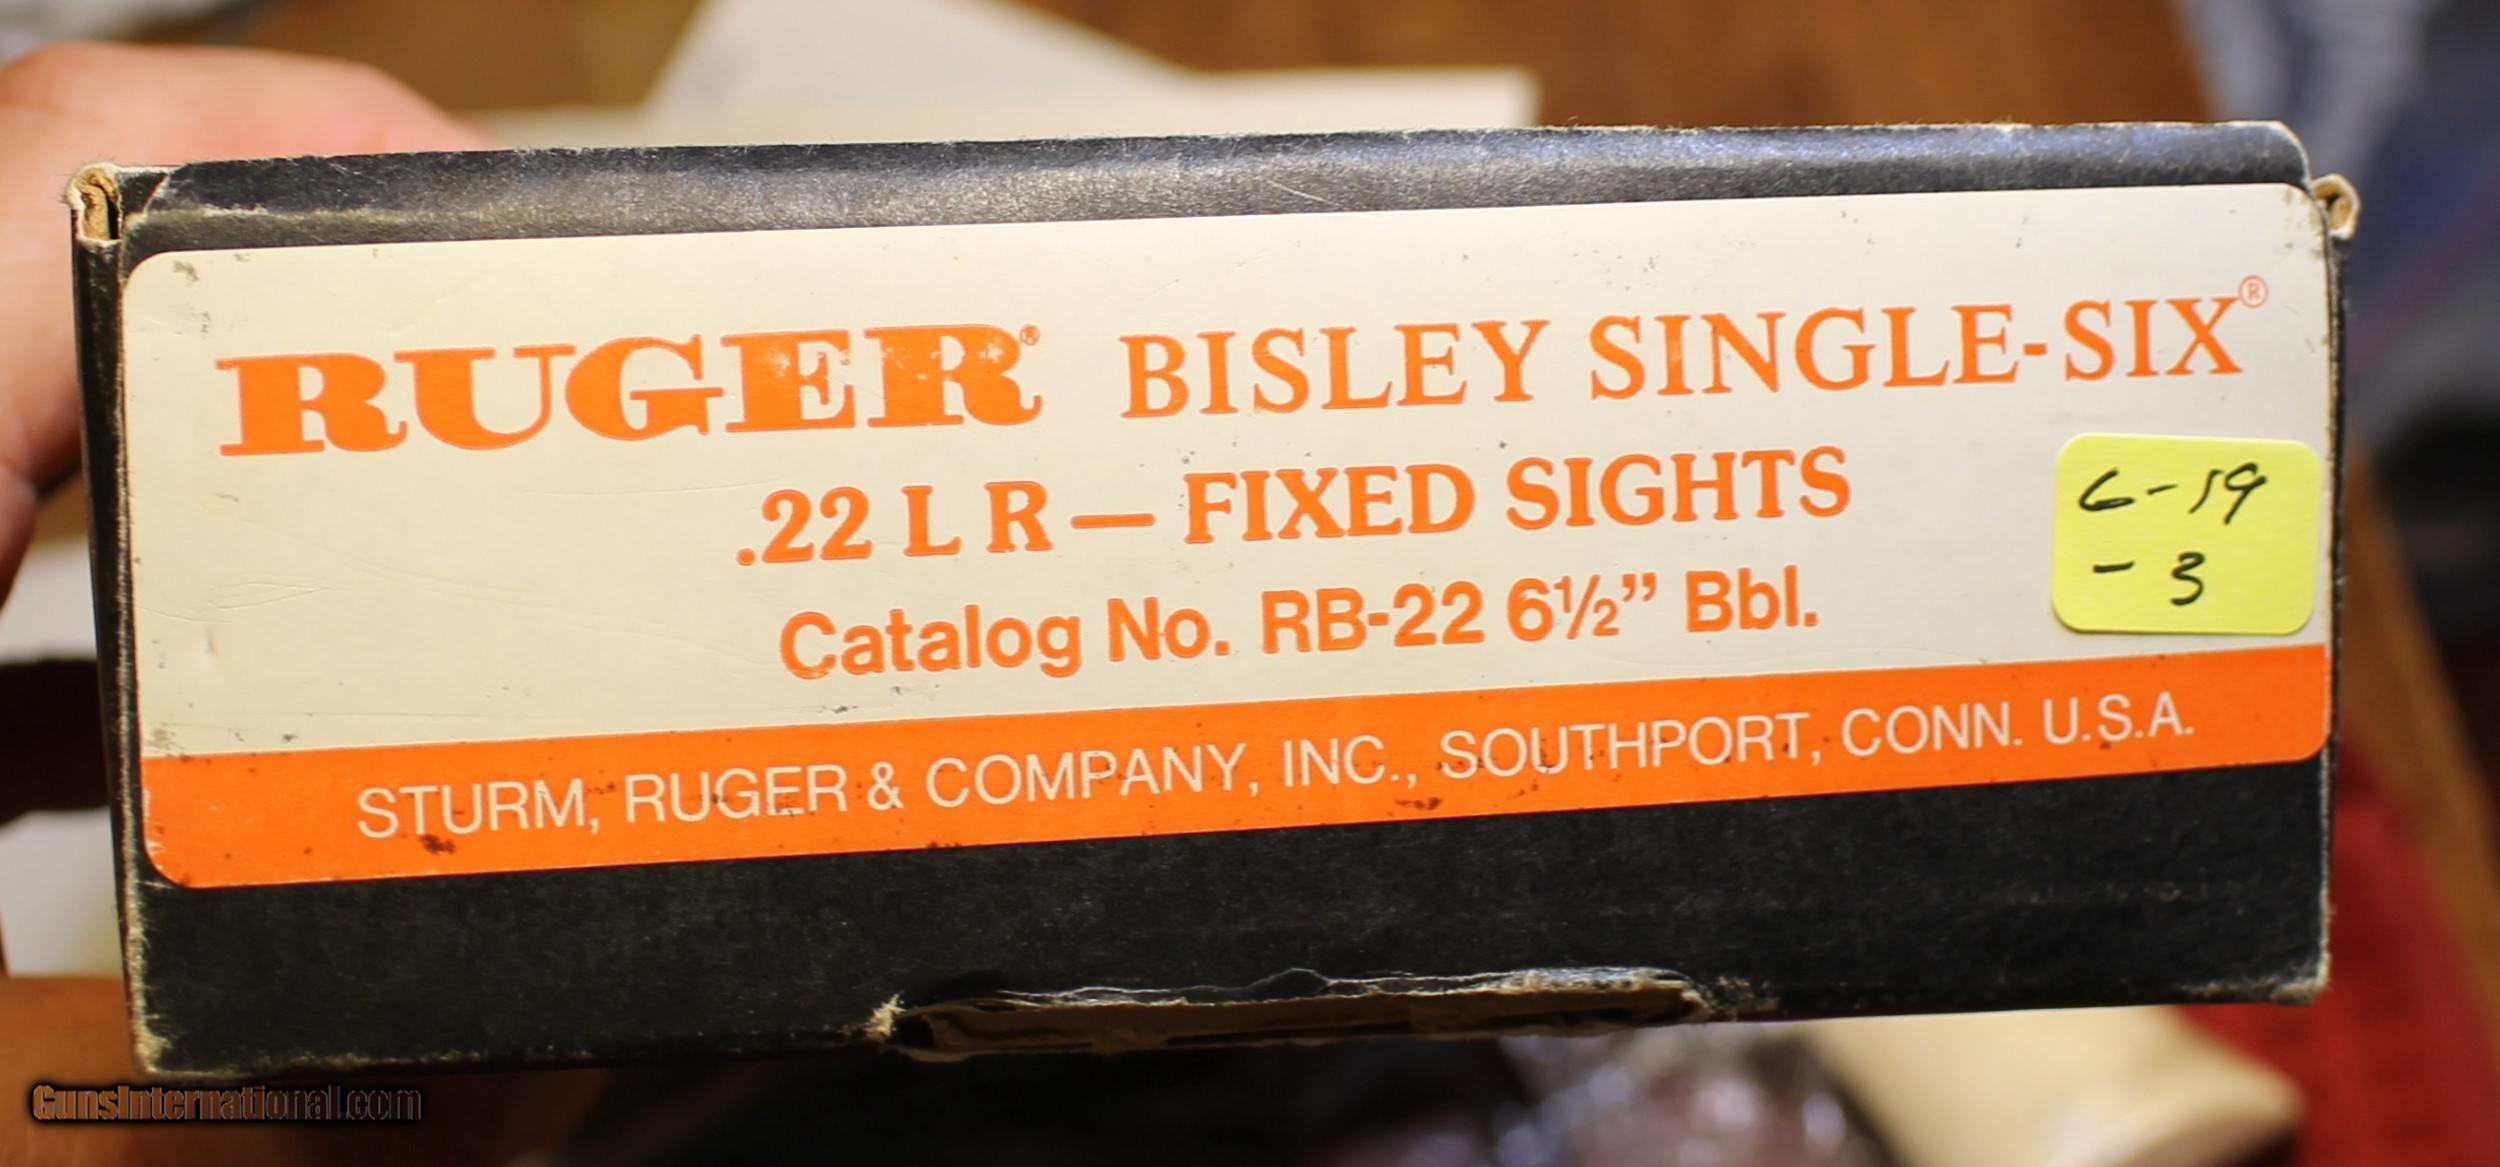 RUGER® BISLEY SINGLE-SIX®
.22 L R — FIXED SIGHTS
Catalog No. RB-22 6½” Bbl.
6-19
- 3
STURM, RUGER & COMPANY, INC., SOUTHPORT, CONN. U.S.A.
GunsInternational.com